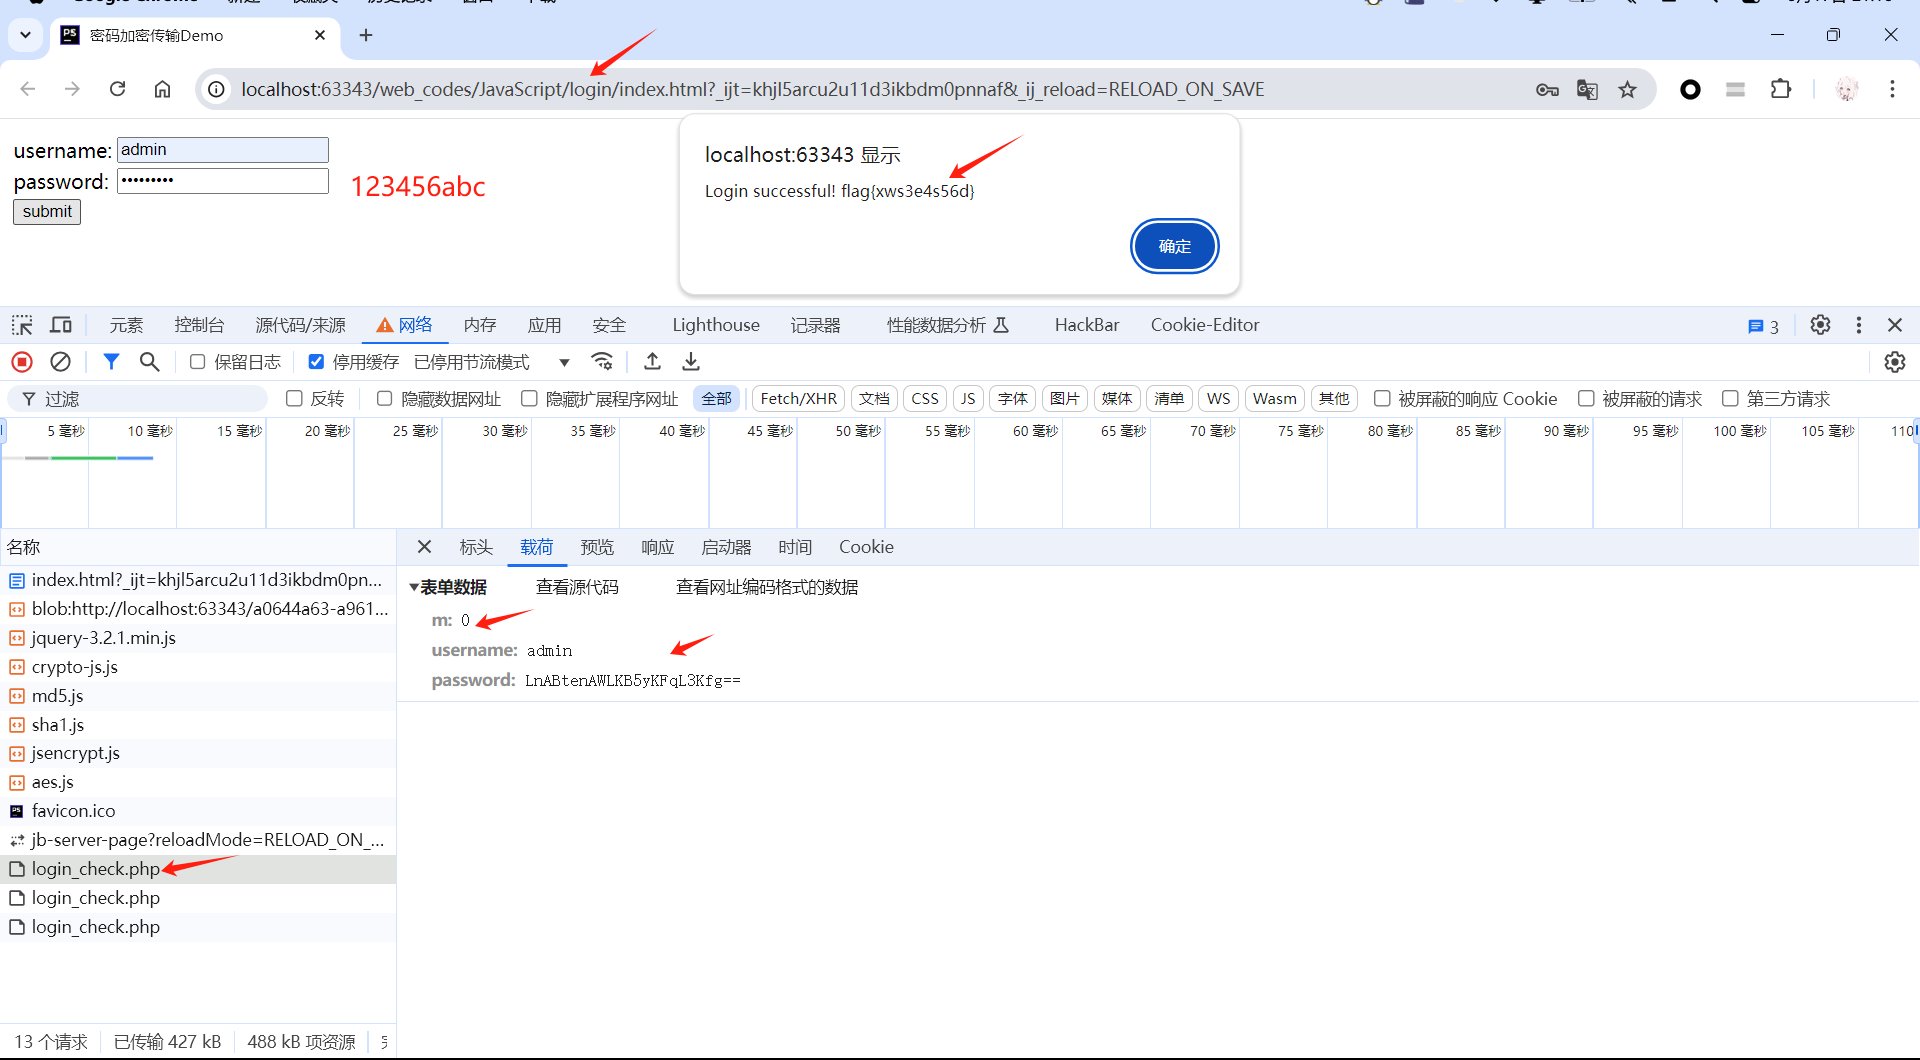 密码加密传输Demo
localhost:63343/web_codes/JavaScript/login/index.html?_ijt=khjl5arcu2u11d3ikbdm0pnnaf&_ij_reload=RELOAD_ON_SAVE
username: admin
password: •••••••••
123456abc
submit
localhost:63343 显示
Login successful! flag{xws3e4s56d}
确定
元素 控制台 源代码/来源 网络 内存 应用 安全 Lighthouse 记录器 性能数据分析 HackBar Cookie-Editor 3
保留日志 停用缓存 已停用节流模式
过滤 反转 隐藏数据网址 隐藏扩展程序网址 全部 Fetch/XHR 文档 CSS JS 字体 图片 媒体 清单 WS Wasm 其他 被屏蔽的响应 Cookie 被屏蔽的请求 第三方请求
5 毫秒 10 毫秒 15 毫秒 20 毫秒 25 毫秒 30 毫秒 35 毫秒 40 毫秒 45 毫秒 50 毫秒 55 毫秒 60 毫秒 65 毫秒 70 毫秒 75 毫秒 80 毫秒 85 毫秒 90 毫秒 95 毫秒 100 毫秒 105 毫秒 110
名称
标头 载荷 预览 响应 启动器 时间 Cookie
index.html?_ijt=khjl5arcu2u11d3ikbdm0pn...
blob:http://localhost:63343/a0644a63-a961...
jquery-3.2.1.min.js
crypto-js.js
md5.js
sha1.js
jsencrypt.js
aes.js
favicon.ico
jb-server-page?reloadMode=RELOAD_ON_...
login_check.php
login_check.php
login_check.php
表单数据 查看源代码 查看网址编码格式的数据
m: 0
username: admin
password: LnABtenAWLKB5yKFqL3Kfg==
13 个请求 已传输 427 kB 488 kB 项资源